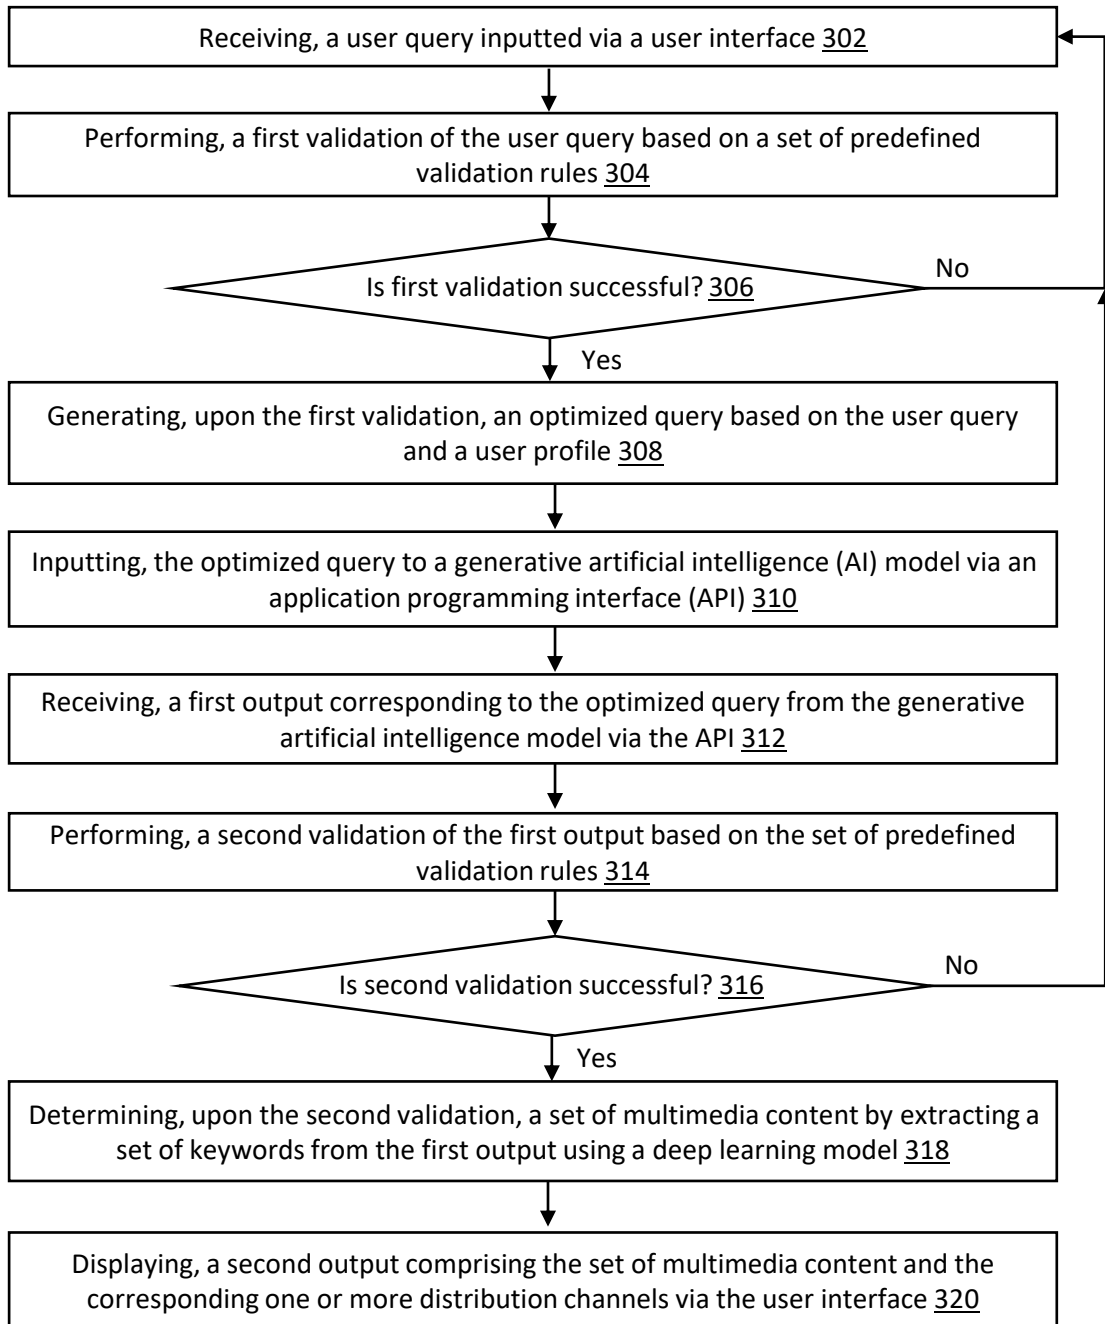 Receiving, a user query inputted via a user interface 302
Performing, a first validation of the user query based on a set of predefined
validation rules 304
Is first validation successful? 306
No
Yes
Generating, upon the first validation, an optimized query based on the user query
and a user profile 308
Inputting, the optimized query to a generative artificial intelligence (AI) model via an
application programming interface (API) 310
Receiving, a first output corresponding to the optimized query from the generative
artificial intelligence model via the API 312
Performing, a second validation of the first output based on the set of predefined
validation rules 314
Is second validation successful? 316
No
Yes
Determining, upon the second validation, a set of multimedia content by extracting a
set of keywords from the first output using a deep learning model 318
Displaying, a second output comprising the set of multimedia content and the
corresponding one or more distribution channels via the user interface 320